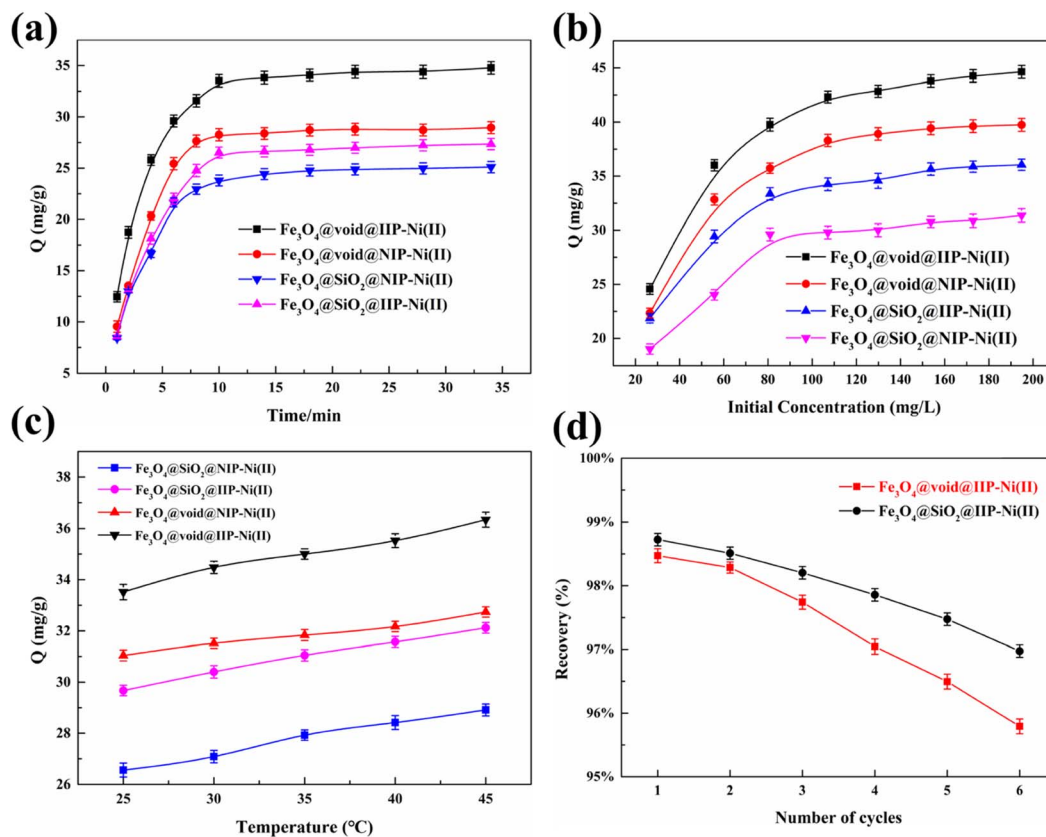 (a)
35
30
25
20
15
10
5
Q (mg/g)
Fe₃O₄@void@IIP-Ni(II)
Fe₃O₄@void@NIP-Ni(II)
Fe₃O₄@SiO₂@NIP-Ni(II)
Fe₃O₄@SiO₂@IIP-Ni(II)
0 5 10 15 20 25 30 35
Time/min
(b)
45
40
35
30
25
20
Q (mg/g)
Fe₃O₄@void@IIP-Ni(II)
Fe₃O₄@void@NIP-Ni(II)
Fe₃O₄@SiO₂@IIP-Ni(II)
Fe₃O₄@SiO₂@NIP-Ni(II)
20 40 60 80 100 120 140 160 180 200
Initial Concentration (mg/L)
(c)
38
36
34
32
30
28
26
Q (mg/g)
Fe₃O₄@SiO₂@NIP-Ni(II)
Fe₃O₄@SiO₂@IIP-Ni(II)
Fe₃O₄@void@NIP-Ni(II)
Fe₃O₄@void@IIP-Ni(II)
25 30 35 40 45
Temperature (°C)
(d)
100%
99%
98%
97%
96%
95%
Recovery (%)
Fe₃O₄@void@IIP-Ni(II)
Fe₃O₄@SiO₂@IIP-Ni(II)
1 2 3 4 5 6
Number of cycles